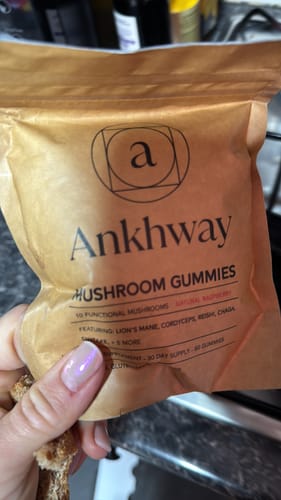 a
Ankhway
MUSHROOM GUMMIES
10 FUNCTIONAL MUSHROOMS NATURAL RASPBERRY
FEATURING: LION'S MANE, CORDYCEPS, REISHI, CHAGA,
+ 5 MORE
- 30 DAY SUPPLY - 60 GUMMIES